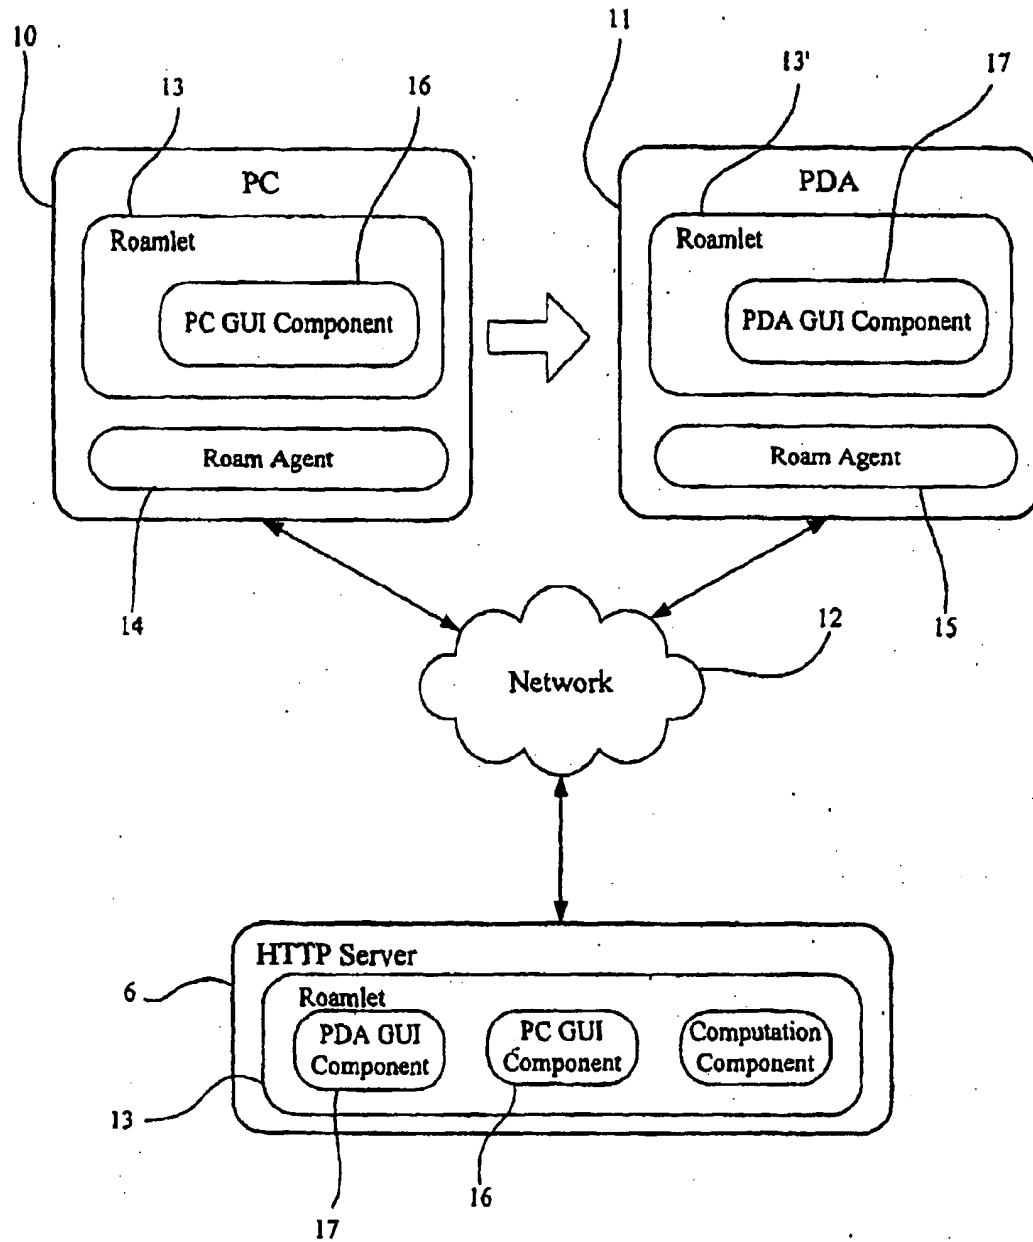 10
13
16
11
13'
17
PC
PDA
Roamlet
Roamlet
PC GUI Component
PDA GUI Component
Roam Agent
Roam Agent
14
12
15
Network
HTTP Server
6
Roamlet
PDA GUI
Component
PC GUI
Component
Computation
Component
13
17
16